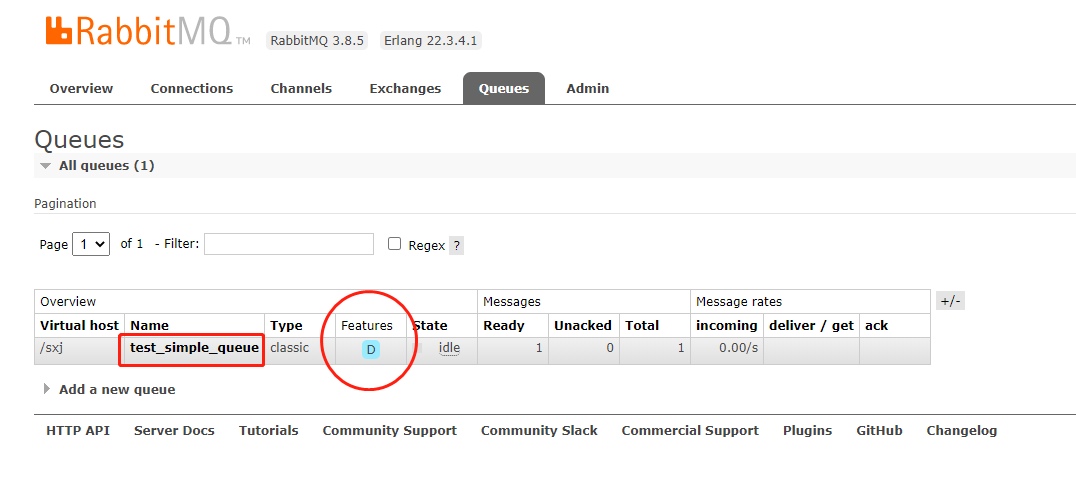 RabbitMQ TM RabbitMQ 3.8.5 Erlang 22.3.4.1
Overview Connections Channels Exchanges Queues Admin
Queues
All queues (1)
Pagination
Page 1 of 1 - Filter: Regex ?
Overview Messages Message rates +/-
Virtual host Name Type Features State Ready Unacked Total incoming deliver / get ack
/sxj test_simple_queue classic D idle 1 0 1 0.00/s
Add a new queue
HTTP API Server Docs Tutorials Community Support Community Slack Commercial Support Plugins GitHub Changelog